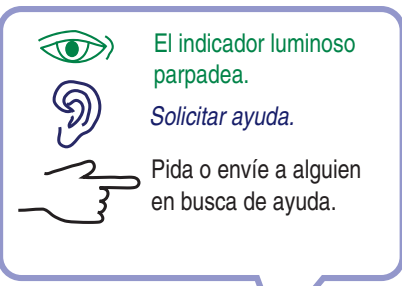 El indicador luminoso
parpadea.
Solicitar ayuda.
Pida o envíe a alguien
en busca de ayuda.